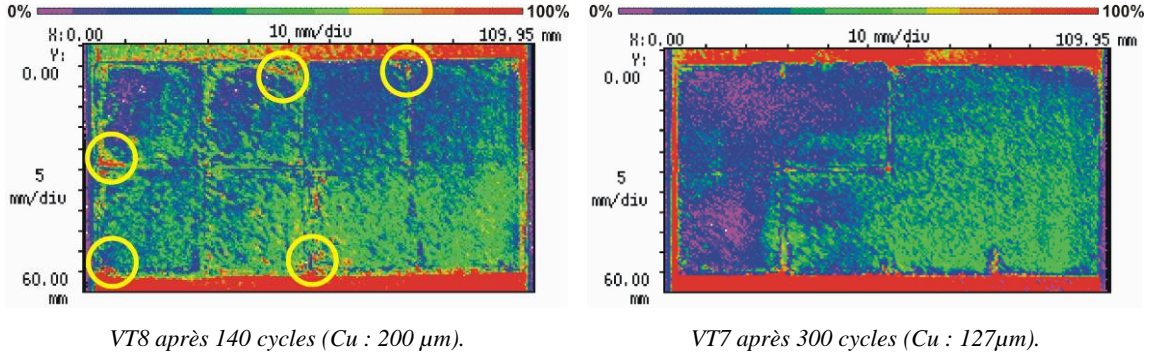 0% 100%
X:0.00 10 mm/div 109.95 mm
Y:
0.00
5
mm/div
60.00
mm
VT8 après 140 cycles (Cu : 200 µm).
0% 100%
X:0.00 10 mm/div 109.95 mm
Y:
0.00
5
mm/div
60.00
mm
VT7 après 300 cycles (Cu : 127µm).